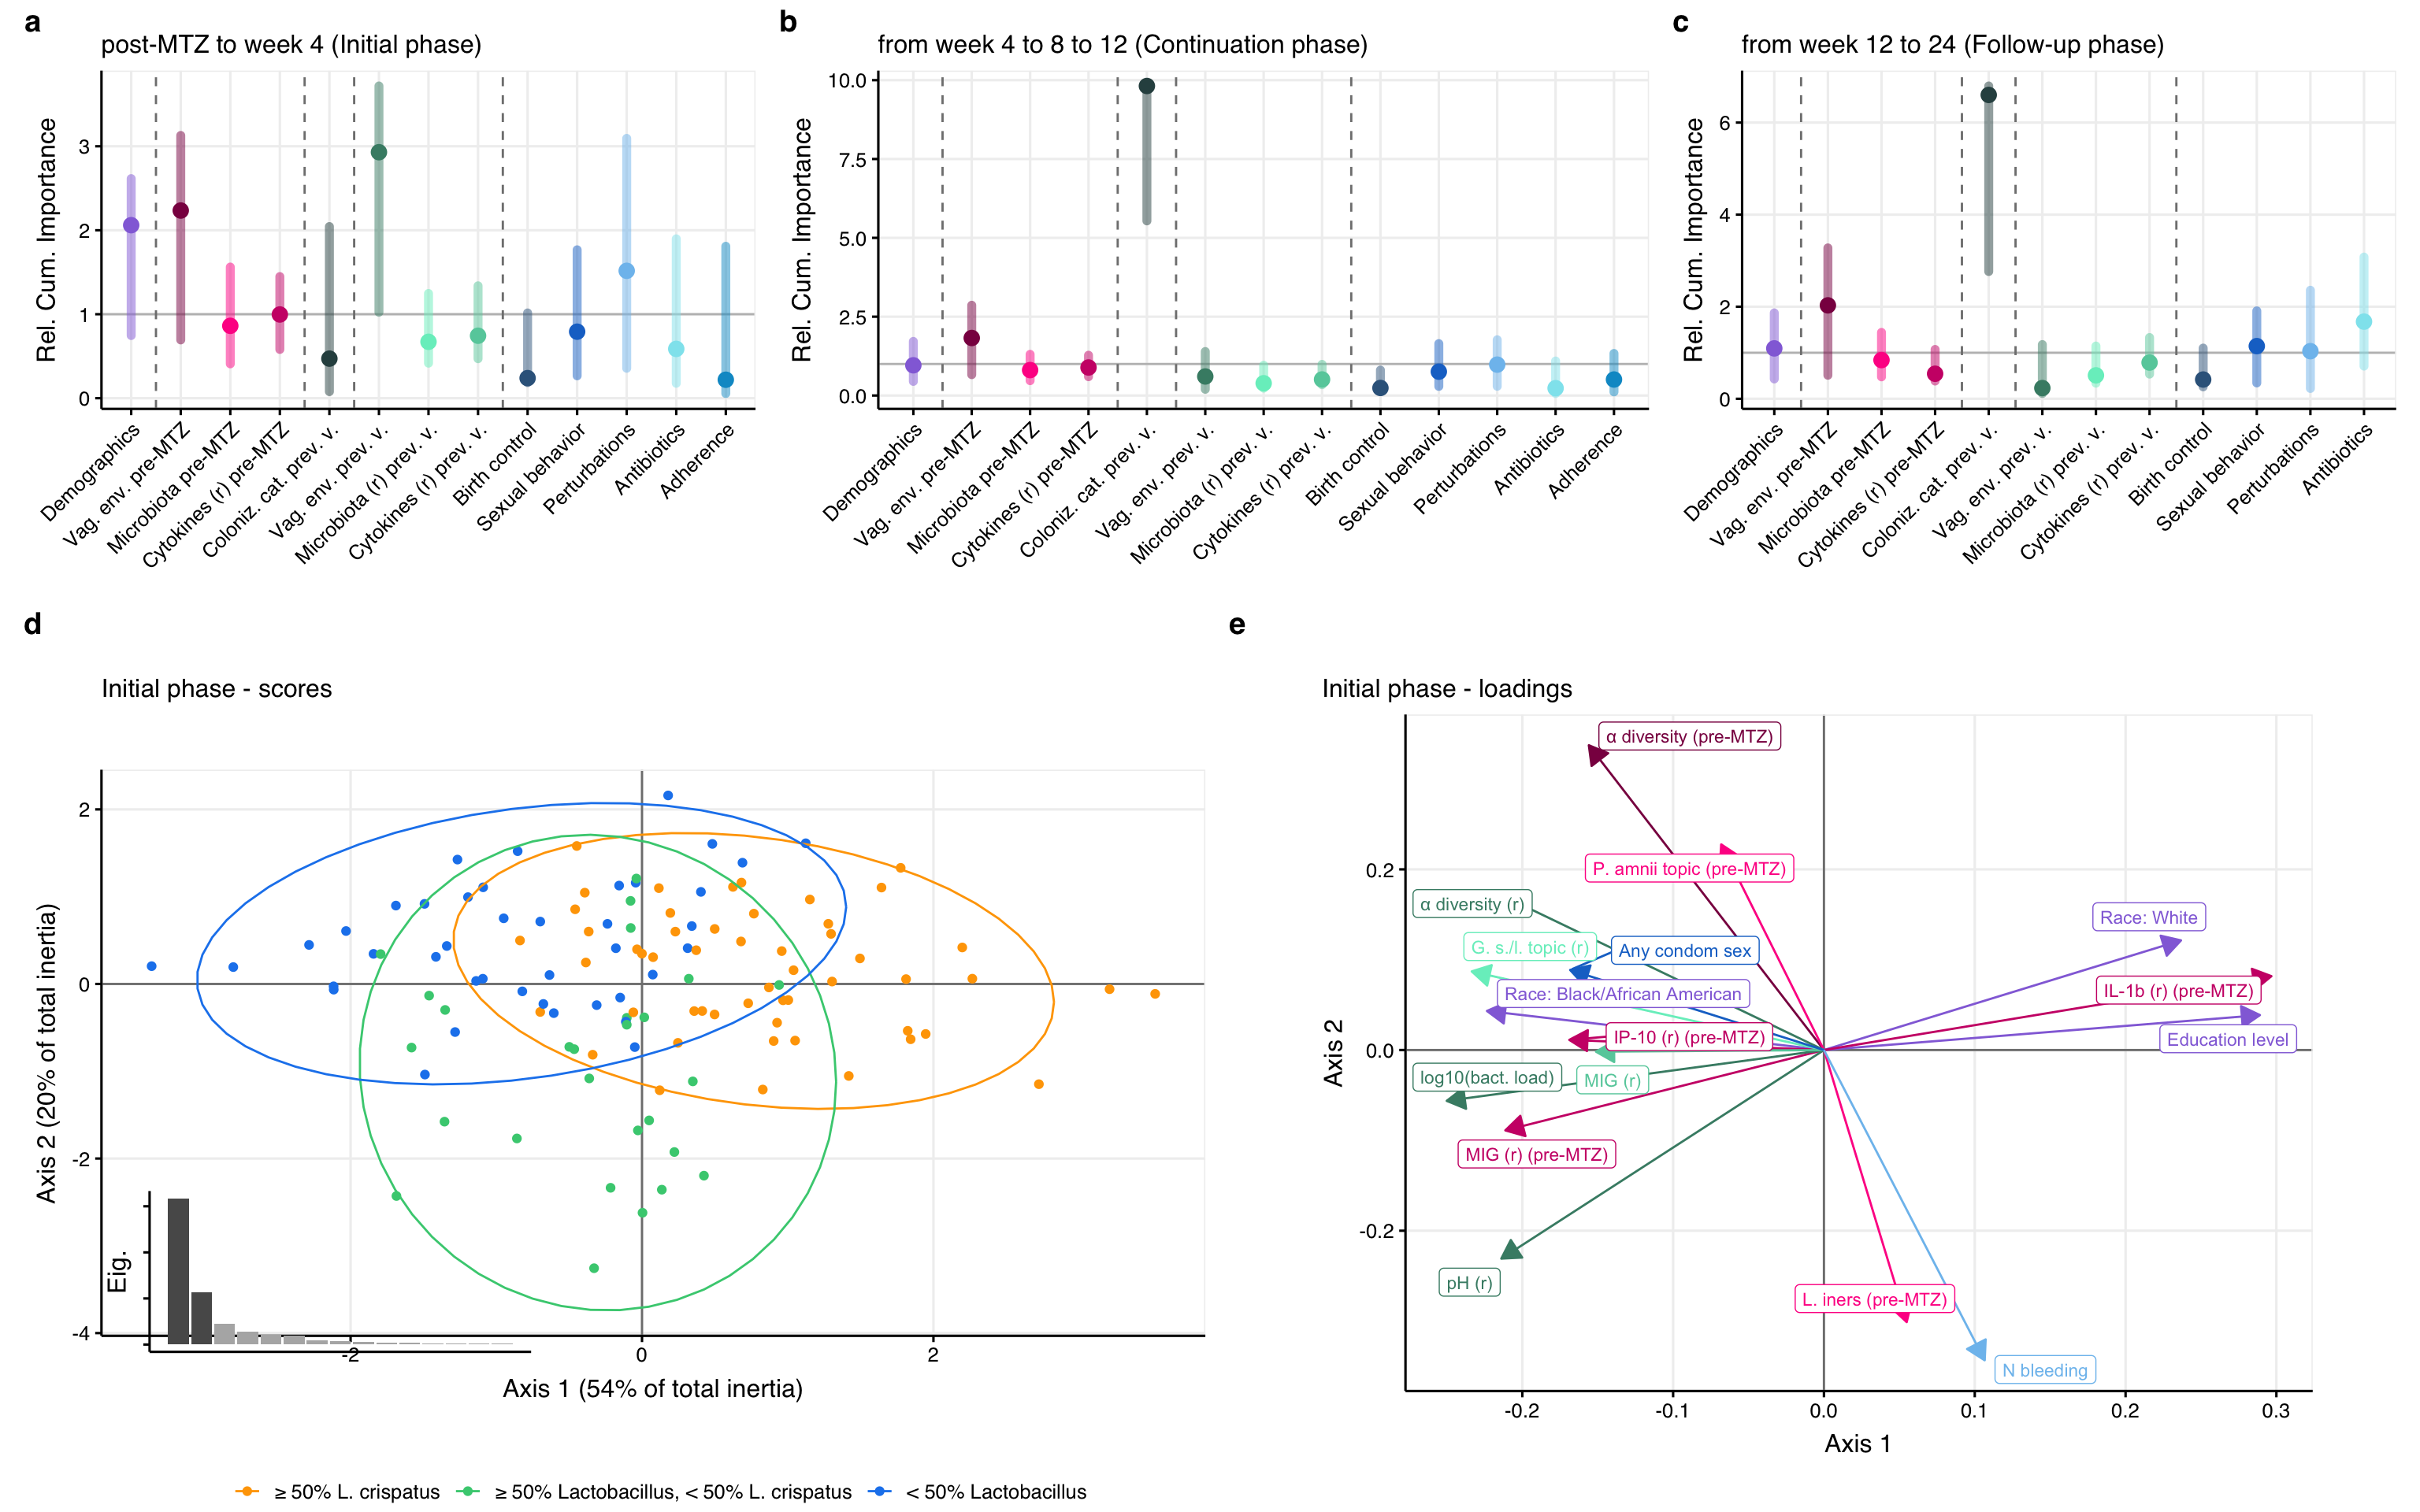 a
post-MTZ to week 4 (Initial phase)
Rel. Cum. Importance
3
2
1
0
Demographics
Vag. env. pre-MTZ
Microbiota pre-MTZ
Cytokines (r) pre-MTZ
Coloniz. cat. prev. v.
Vag. env. prev. v.
Microbiota (r) prev. v.
Cytokines (r) prev. v.
Birth control
Sexual behavior
Perturbations
Antibiotics
Adherence
b
from week 4 to 8 to 12 (Continuation phase)
Rel. Cum. Importance
10.0
7.5
5.0
2.5
0.0
Demographics
Vag. env. pre-MTZ
Microbiota pre-MTZ
Cytokines (r) pre-MTZ
Coloniz. cat. prev. v.
Vag. env. prev. v.
Microbiota (r) prev. v.
Cytokines (r) prev. v.
Birth control
Sexual behavior
Perturbations
Antibiotics
Adherence
c
from week 12 to 24 (Follow-up phase)
Rel. Cum. Importance
6
4
2
0
Demographics
Vag. env. pre-MTZ
Microbiota pre-MTZ
Cytokines (r) pre-MTZ
Coloniz. cat. prev. v.
Vag. env. prev. v.
Microbiota (r) prev. v.
Cytokines (r) prev. v.
Birth control
Sexual behavior
Perturbations
Antibiotics
d
Initial phase - scores
Axis 2 (20% of total inertia)
2
0
-2
-4
Eig.
-2
0
2
Axis 1 (54% of total inertia)
≥ 50% L. crispatus
≥ 50% Lactobacillus, < 50% L. crispatus
< 50% Lactobacillus
e
Initial phase - loadings
Axis 2
0.2
0.0
-0.2
α diversity (pre-MTZ)
P. amnii topic (pre-MTZ)
α diversity (r)
Race: White
G. s./l. topic (r)
Any condom sex
Race: Black/African American
IL-1b (r) (pre-MTZ)
IP-10 (r) (pre-MTZ)
Education level
log10(bact. load)
MIG (r)
MIG (r) (pre-MTZ)
pH (r)
L. iners (pre-MTZ)
N bleeding
-0.2
-0.1
0.0
0.1
0.2
0.3
Axis 1